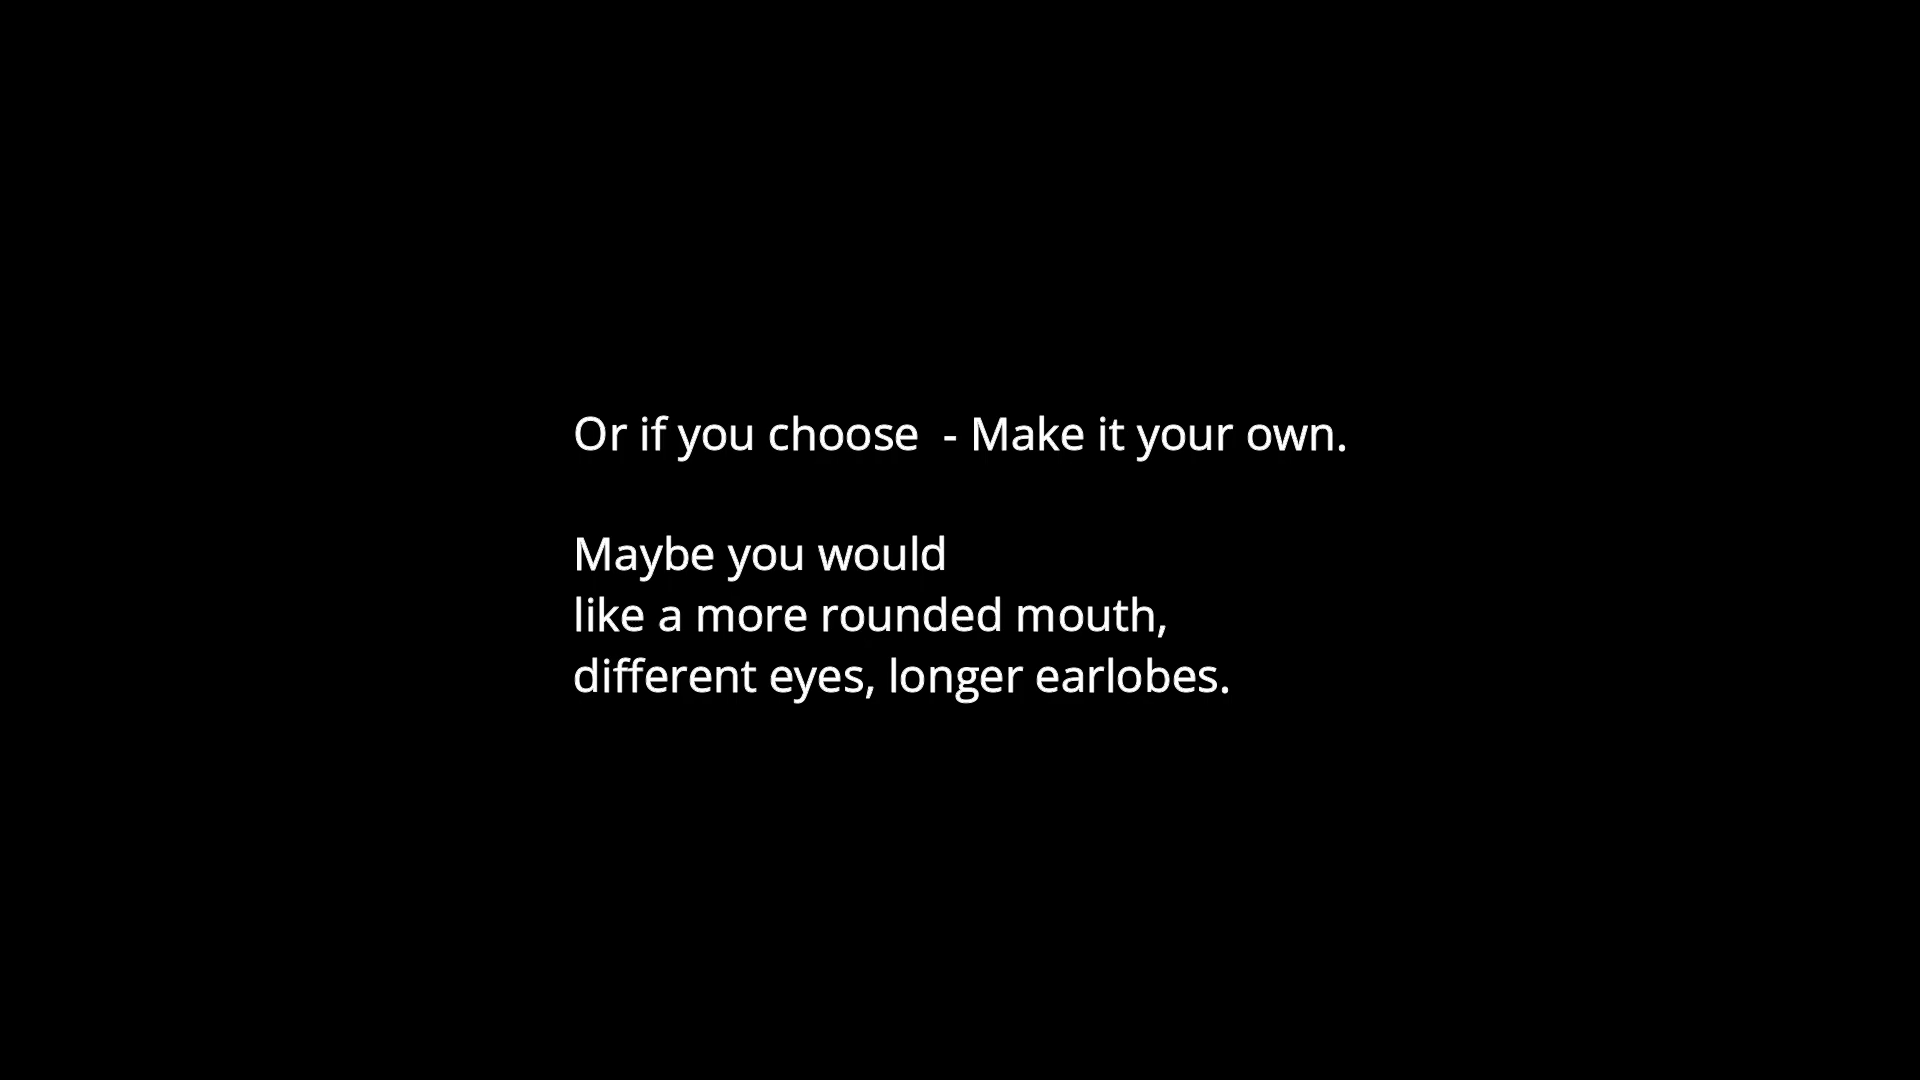 Or if you choose  - Make it your own.
Maybe you would
like a more rounded mouth,
different eyes, longer earlobes.